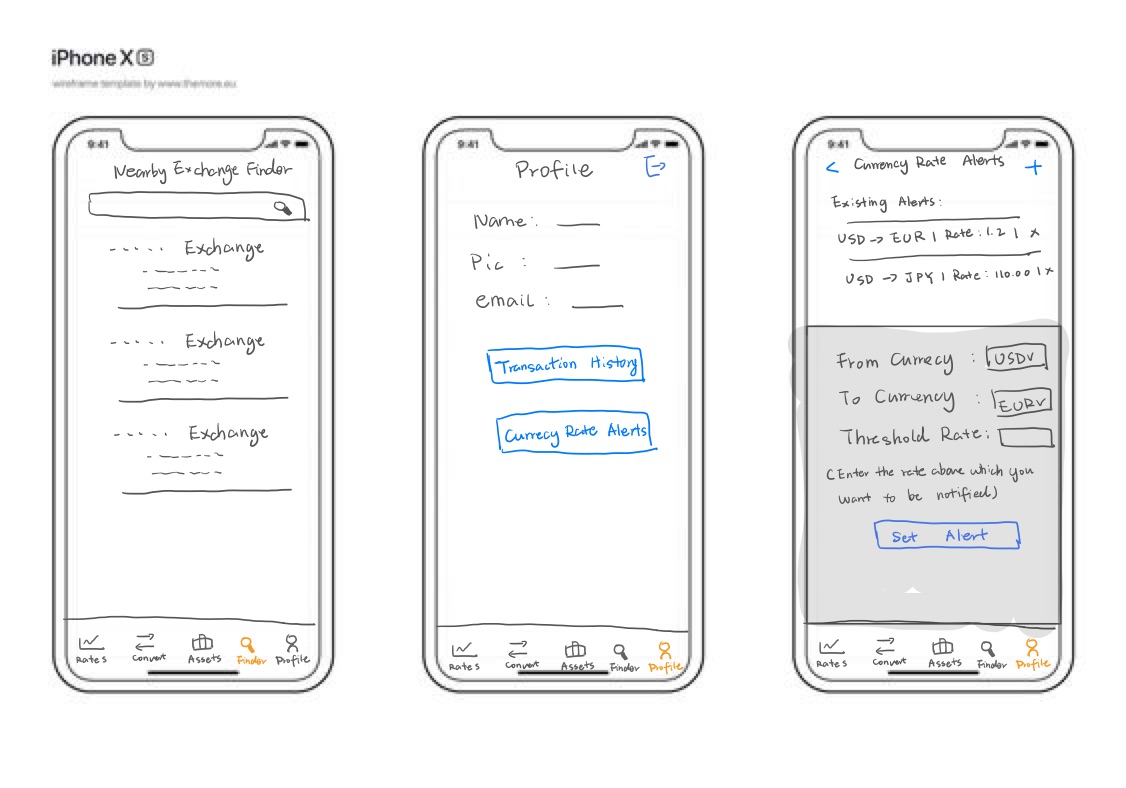 iPhone X S
wireframe template by www.themore.eu
9:41
Nearby Exchange Finder
Exchange
Exchange
Exchange
Rates
Convert
Assets
Finder
Profile
9:41
Profile
Name:
Pic :
email :
Transaction History
Currecy Rate Alerts
Rates
Convert
Assets
Finder
Profile
9:41
< Currency Rate Alerts +
Existing Alerts:
USD → EUR | Rate: 1.2 | x
USD → JPY | Rate: 110.00 | x
From Currecy : USD v
To Currency : EUR v
Threshold Rate:
(Enter the rate above which you
want to be notified)
Set Alert
Rates
Convert
Assets
Finder
Profile